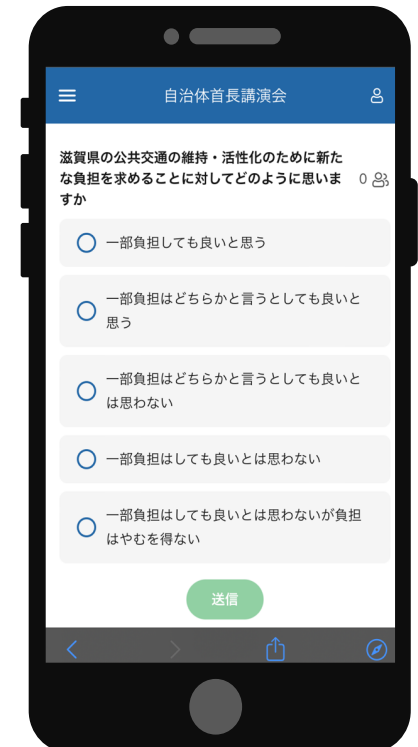 自治体首長講演会
滋賀県の公共交通の維持・活性化のために新た
な負担を求めることに対してどのように思いま
すか
0
一部負担しても良いと思う
一部負担はどちらかと言うとしても良いと
思う
一部負担はどちらかと言うとしても良いと
は思わない
一部負担はしても良いとは思わない
一部負担はしても良いとは思わないが負担
はやむを得ない
送信